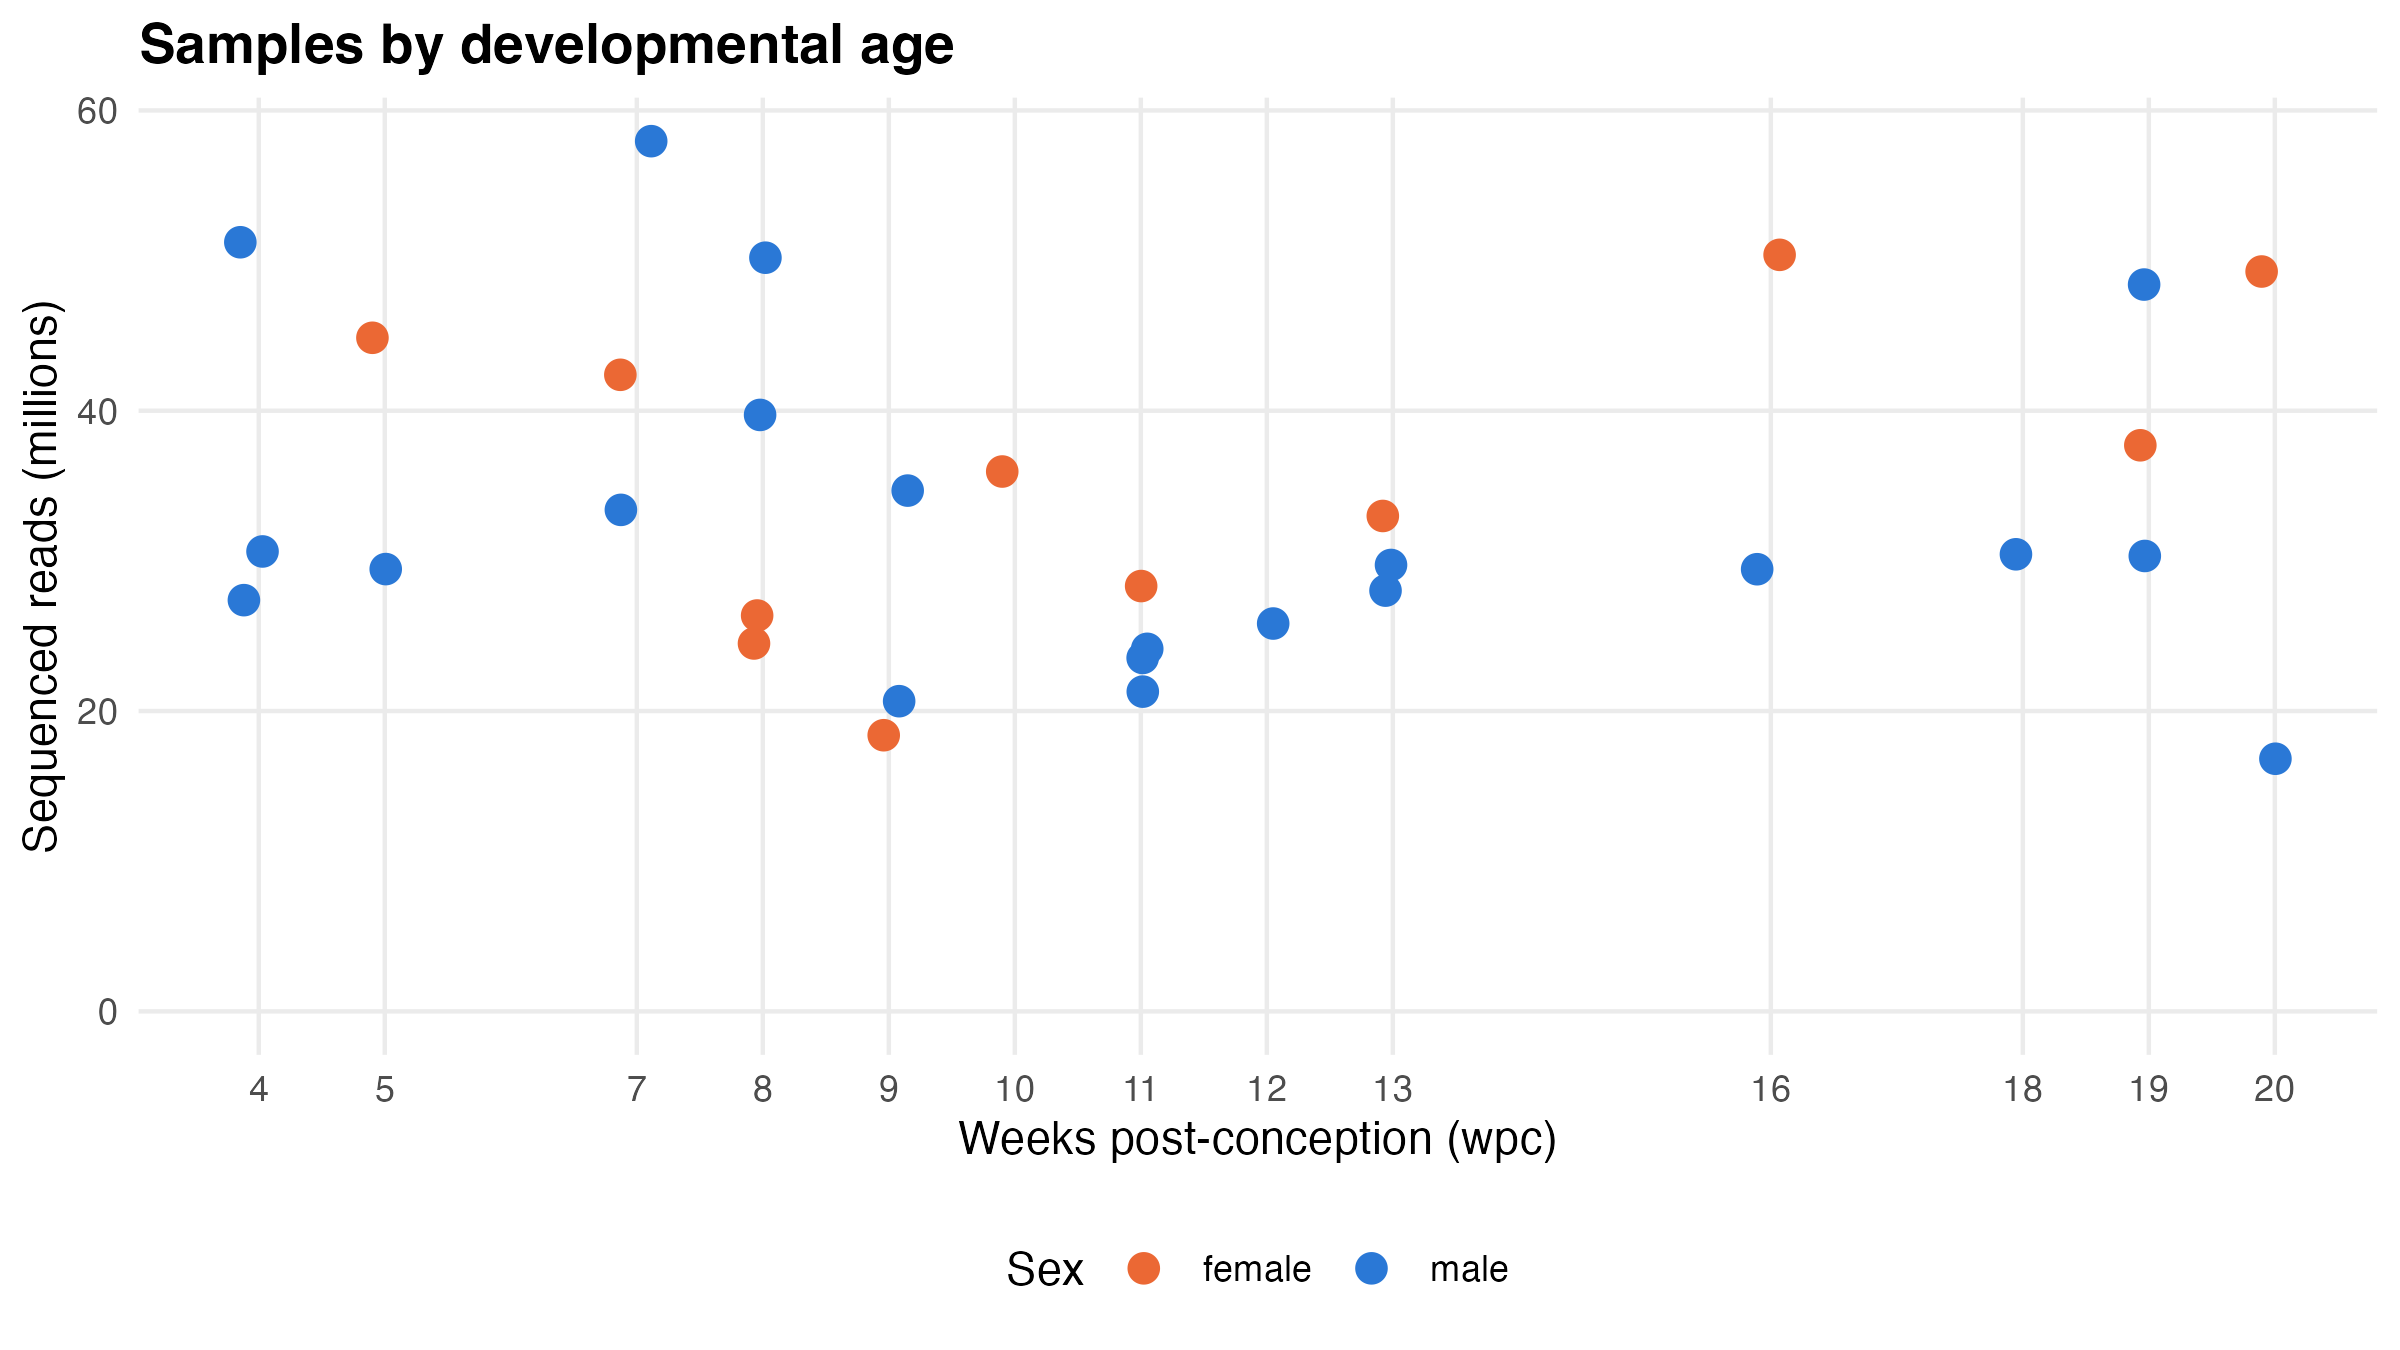 Samples by developmental age
Sequenced reads (millions)
60
40
20
0
4 5 7 8 9 10 11 12 13 16 18 19 20
Weeks post-conception (wpc)
Sex female male